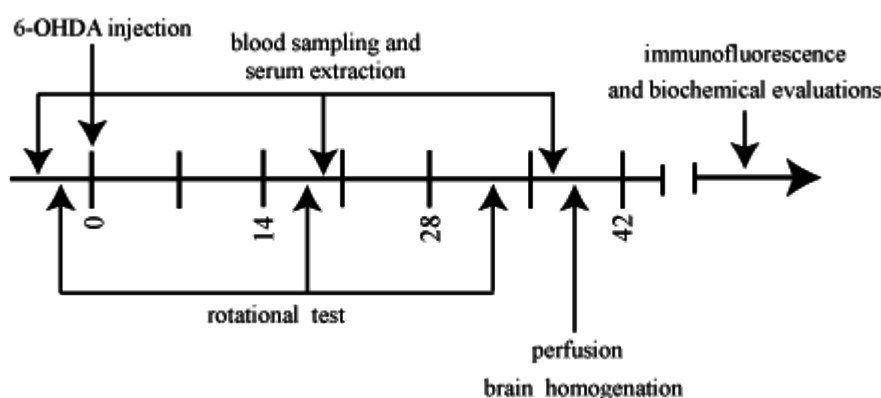 6-OHDA injection
blood sampling and
serum extraction
immunofluorescence
and biochemical evaluations
0
14
28
42
rotational test
perfusion
brain homogenation